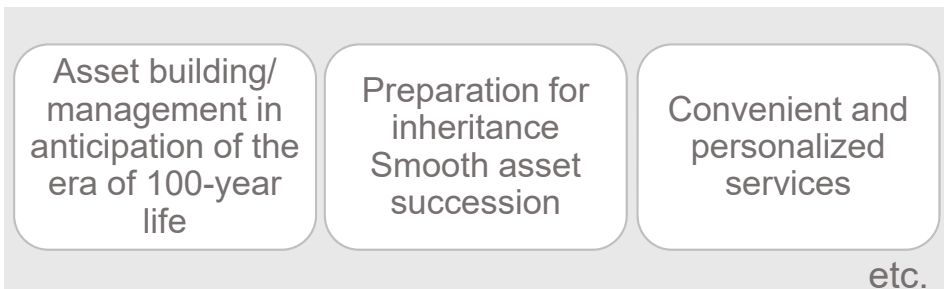 Asset building/
management in
anticipation of the
era of 100-year
life
Preparation for
inheritance
Smooth asset
succession
Convenient and
personalized
services
etc.